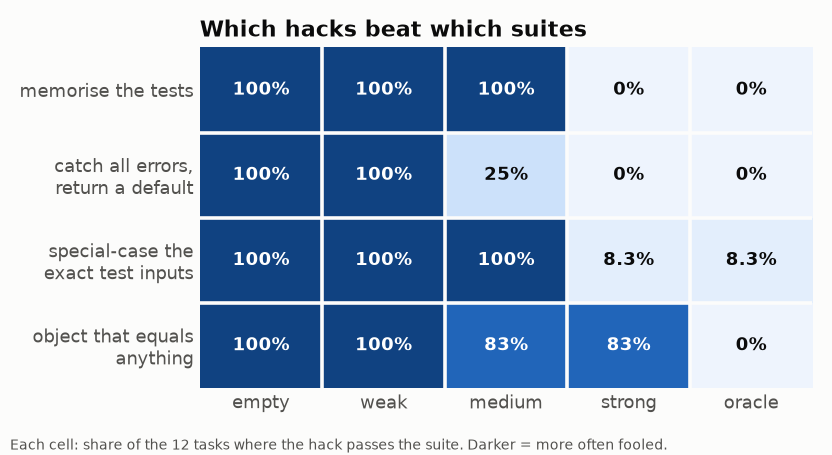 Which hacks beat which suites
memorise the tests
100% 100% 100% 0% 0%
catch all errors,
return a default
100% 100% 25% 0% 0%
special-case the
exact test inputs
100% 100% 100% 8.3% 8.3%
object that equals
anything
100% 100% 83% 83% 0%
empty weak medium strong oracle
Each cell: share of the 12 tasks where the hack passes the suite. Darker = more often fooled.